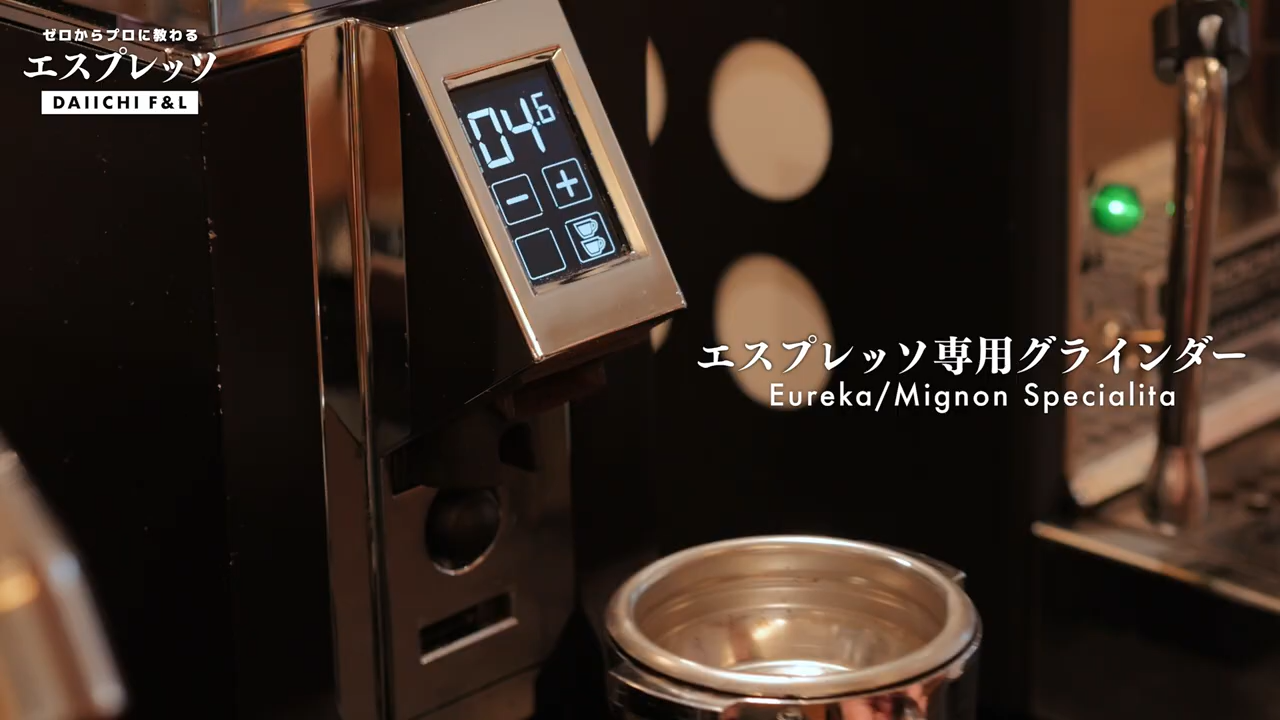 ゼロからプロに教わる
エスプレッソ
DAIICHI F&L
04.6
− +
エスプレッソ専用グラインダー
Eureka/Mignon Specialita